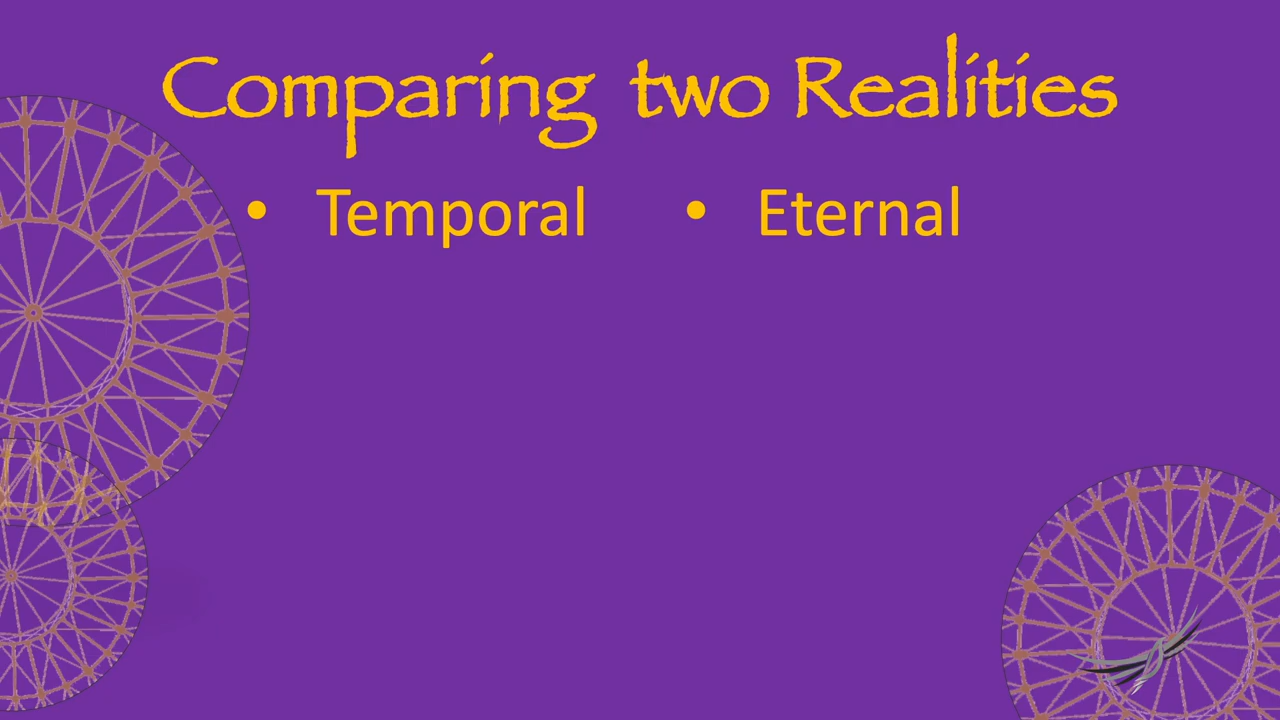 Comparing two Realities
• Temporal • Eternal